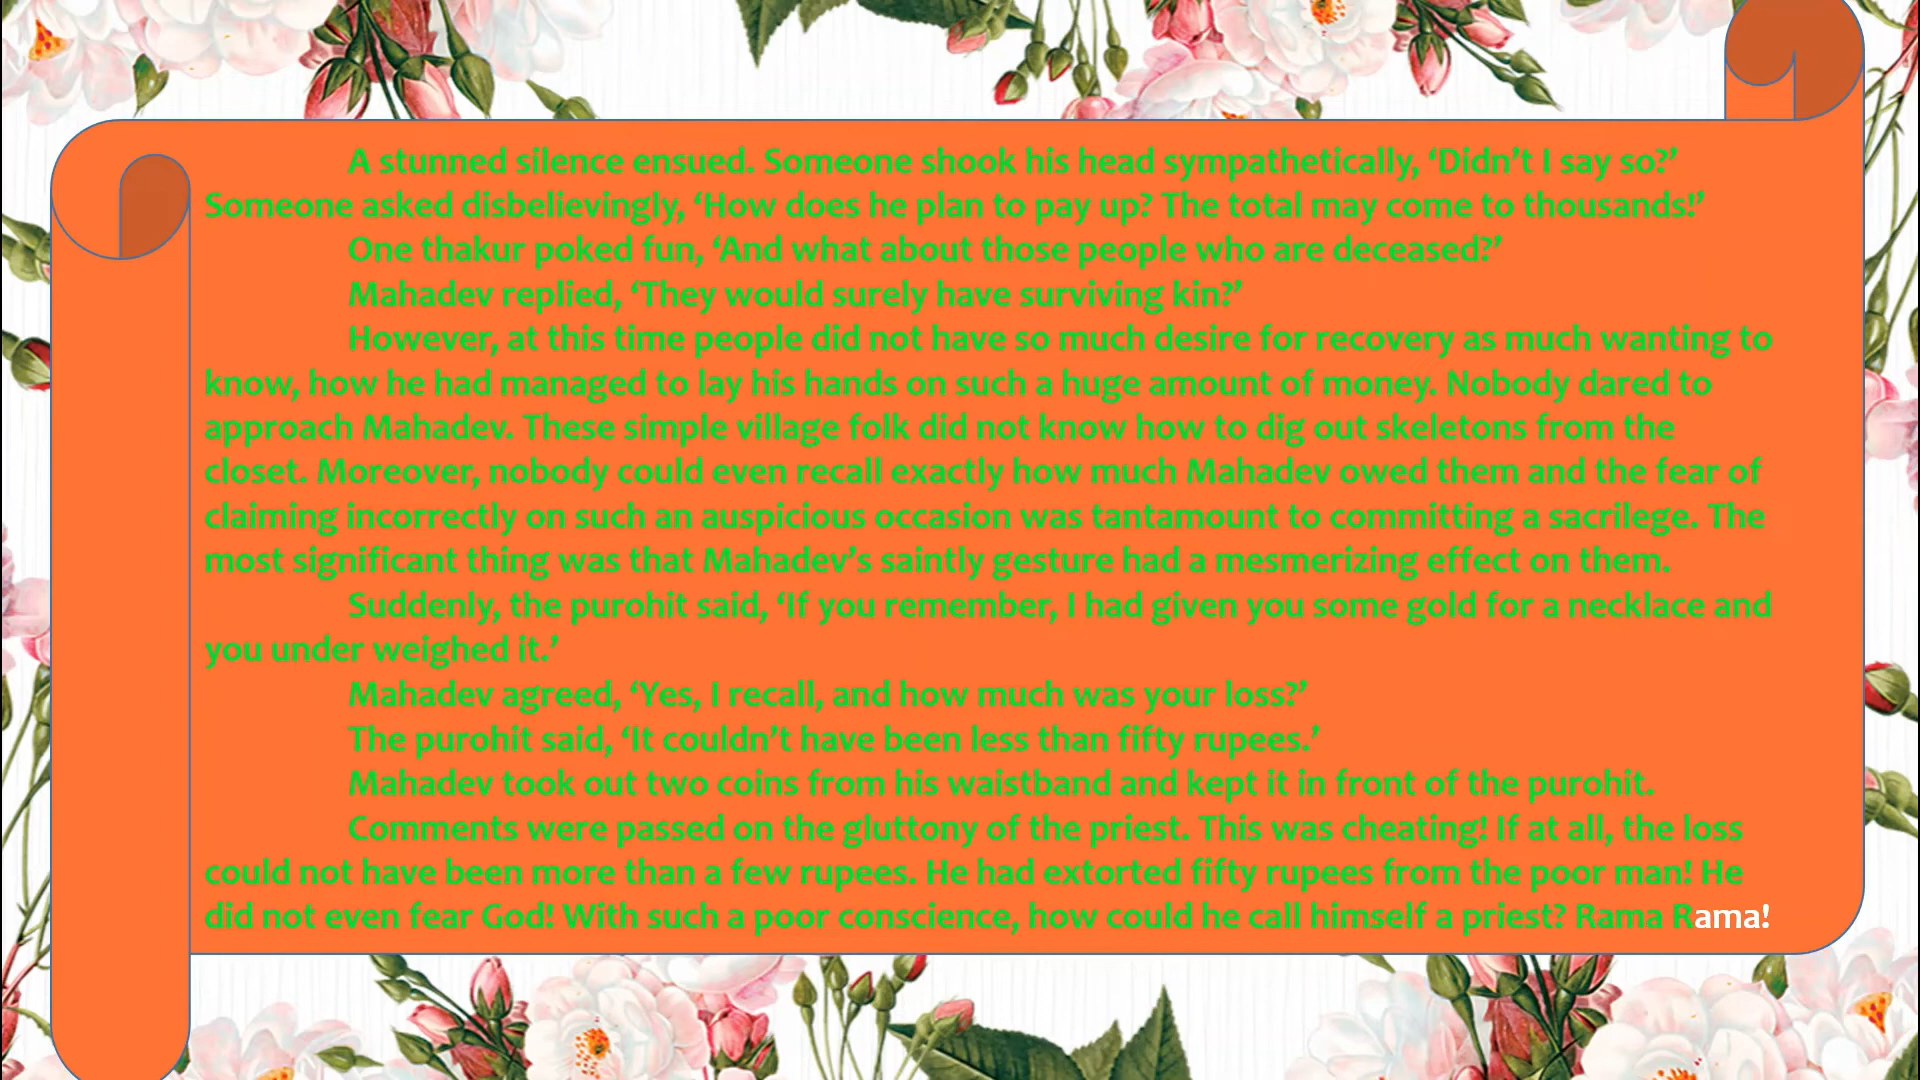 A stunned silence ensued. Someone shook his head sympathetically, ‘Didn’t I say so?’
Someone asked disbelievingly, ‘How does he plan to pay up? The total may come to thousands!’
One thakur poked fun, ‘And what about those people who are deceased?’
Mahadev replied, ‘They would surely have surviving kin?’
However, at this time people did not have so much desire for recovery as much wanting to
know, how he had managed to lay his hands on such a huge amount of money. Nobody dared to
approach Mahadev. These simple village folk did not know how to dig out skeletons from the
closet. Moreover, nobody could even recall exactly how much Mahadev owed them and the fear of
claiming incorrectly on such an auspicious occasion was tantamount to committing a sacrilege. The
most significant thing was that Mahadev’s saintly gesture had a mesmerizing effect on them.
Suddenly, the purohit said, ‘If you remember, I had given you some gold for a necklace and
you under weighed it.’
Mahadev agreed, ‘Yes, I recall, and how much was your loss?’
The purohit said, ‘It couldn’t have been less than fifty rupees.’
Mahadev took out two coins from his waistband and kept it in front of the purohit.
Comments were passed on the gluttony of the priest. This was cheating! If at all, the loss
could not have been more than a few rupees. He had extorted fifty rupees from the poor man! He
did not even fear God! With such a poor conscience, how could he call himself a priest? Rama Rama!